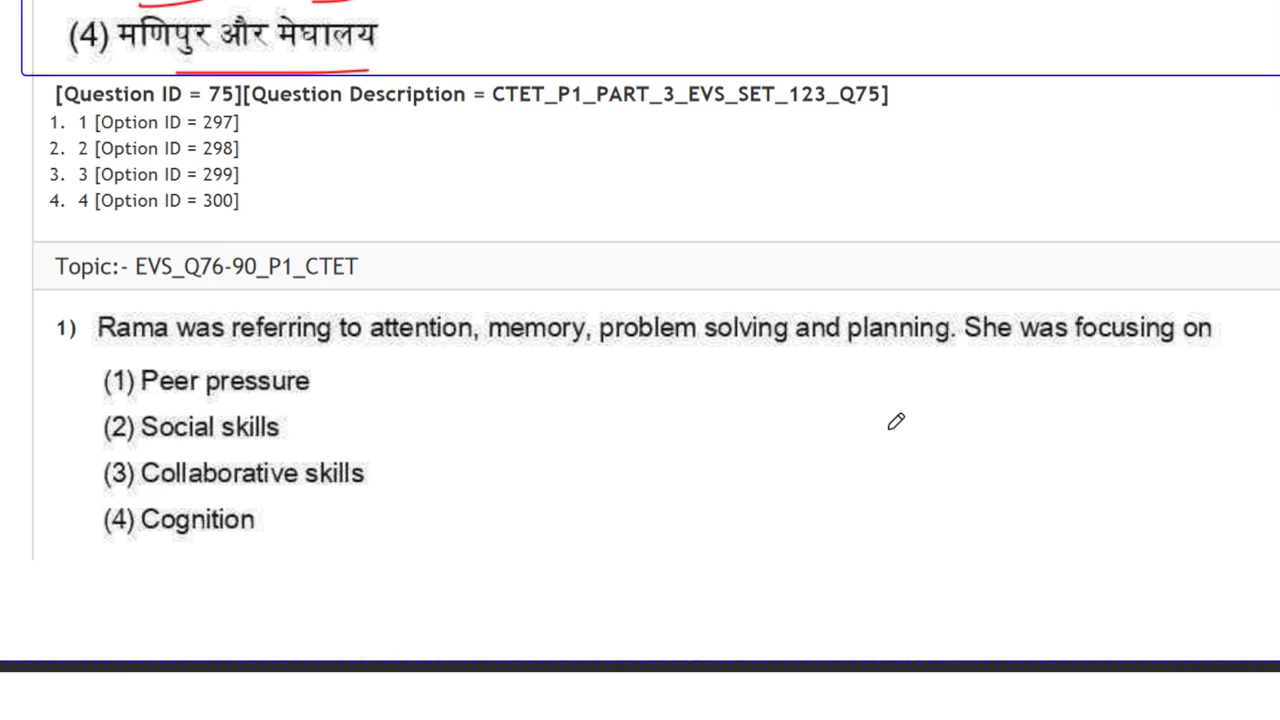 (4) मणिपुर और मेघालय
[Question ID = 75][Question Description = CTET_P1_PART_3_EVS_SET_123_Q75]
1. 1 [Option ID = 297]
2. 2 [Option ID = 298]
3. 3 [Option ID = 299]
4. 4 [Option ID = 300]
Topic:- EVS_Q76-90_P1_CTET
1) Rama was referring to attention, memory, problem solving and planning. She was focusing on
(1) Peer pressure
(2) Social skills
(3) Collaborative skills
(4) Cognition